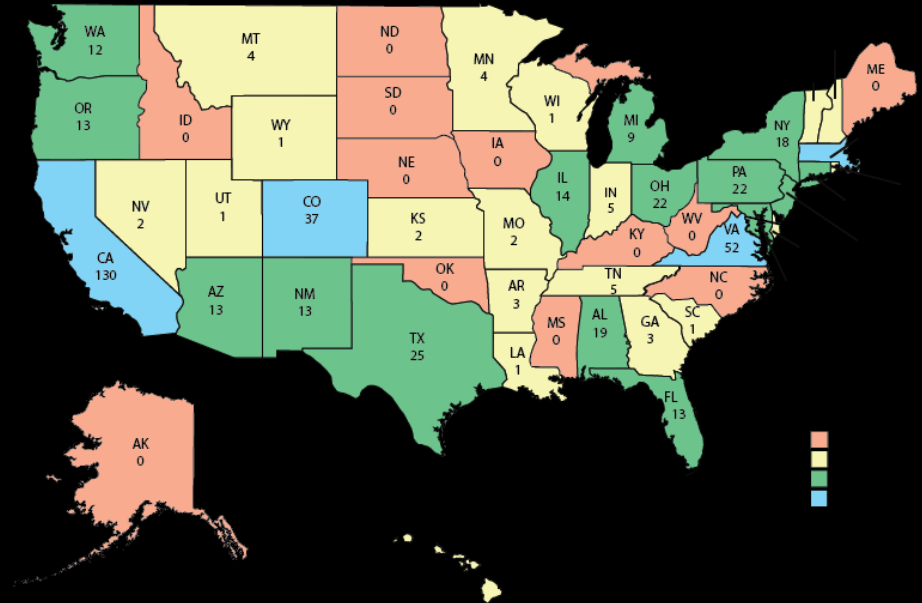 WA
12
OR
13
CA
130
NV
2
ID
0
MT
4
WY
1
UT
1
AZ
13
CO
37
NM
13
ND
0
SD
0
NE
0
KS
2
OK
0
TX
25
MN
4
IA
0
MO
2
AR
3
LA
1
WI
1
IL
14
MI
9
IN
5
OH
22
KY
0
TN
5
MS
0
AL
19
GA
3
FL
13
SC
1
NC
0
WV
0
VA
52
PA
22
NY
18
ME
0
AK
0